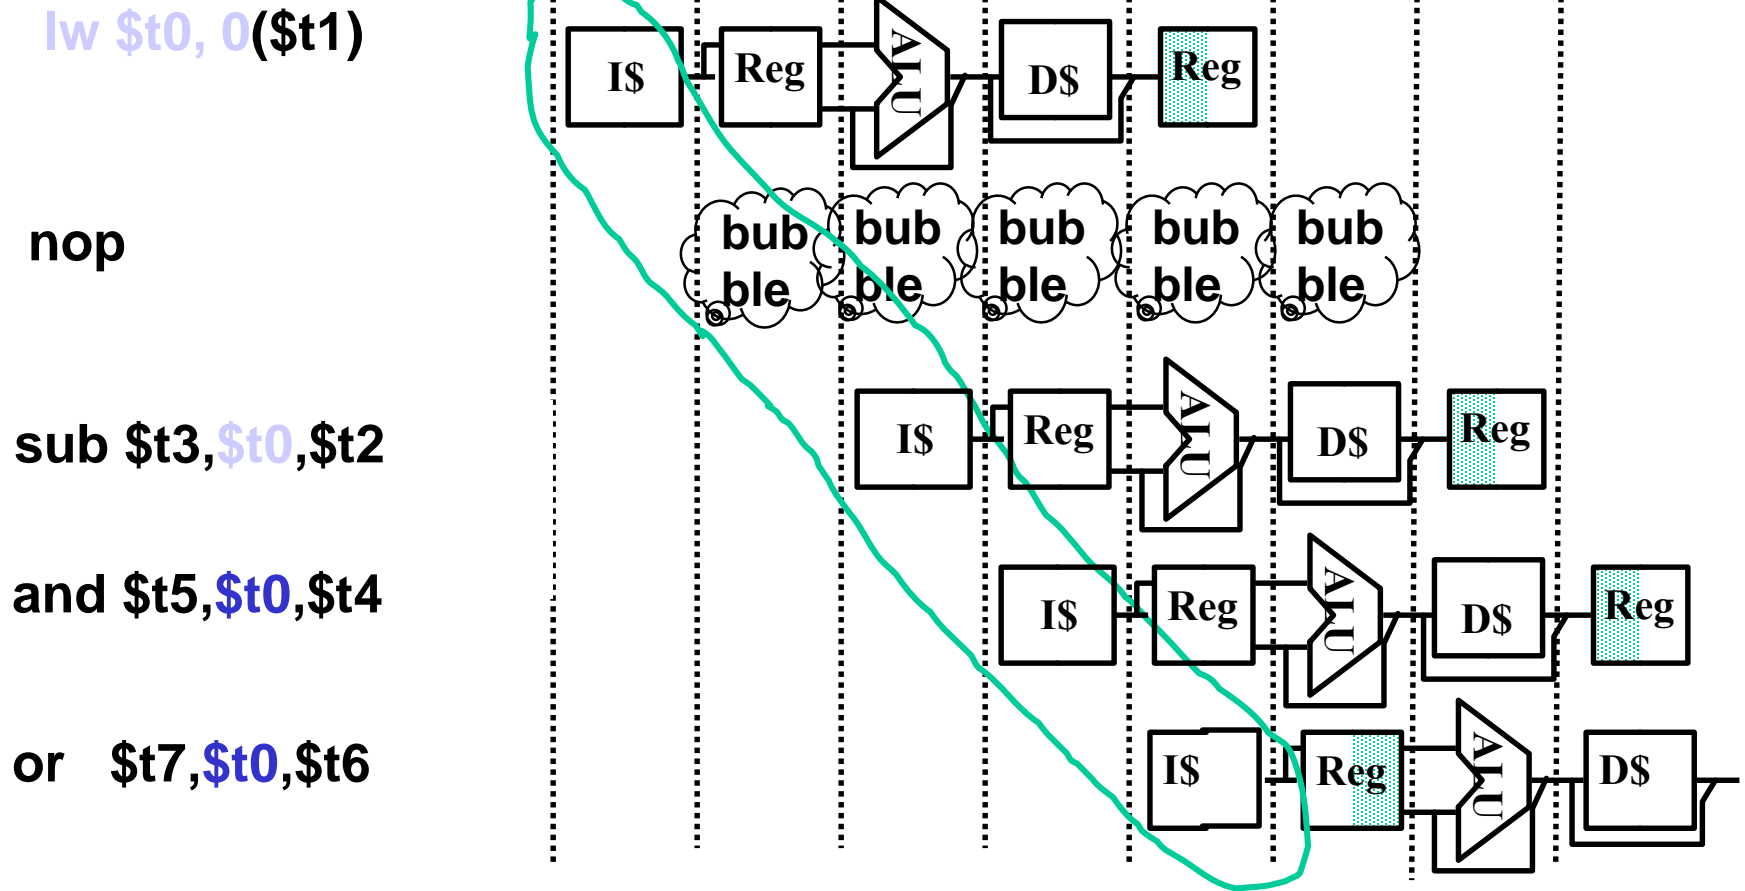 lw $t0, 0($t1)
I$ Reg ALU D$ Reg
nop
bub bub bub bub bub
ble ble ble ble ble
sub $t3,$t0,$t2
I$ Reg ALU D$ Reg
and $t5,$t0,$t4
I$ Reg ALU D$ Reg
or $t7,$t0,$t6
I$ Reg ALU D$